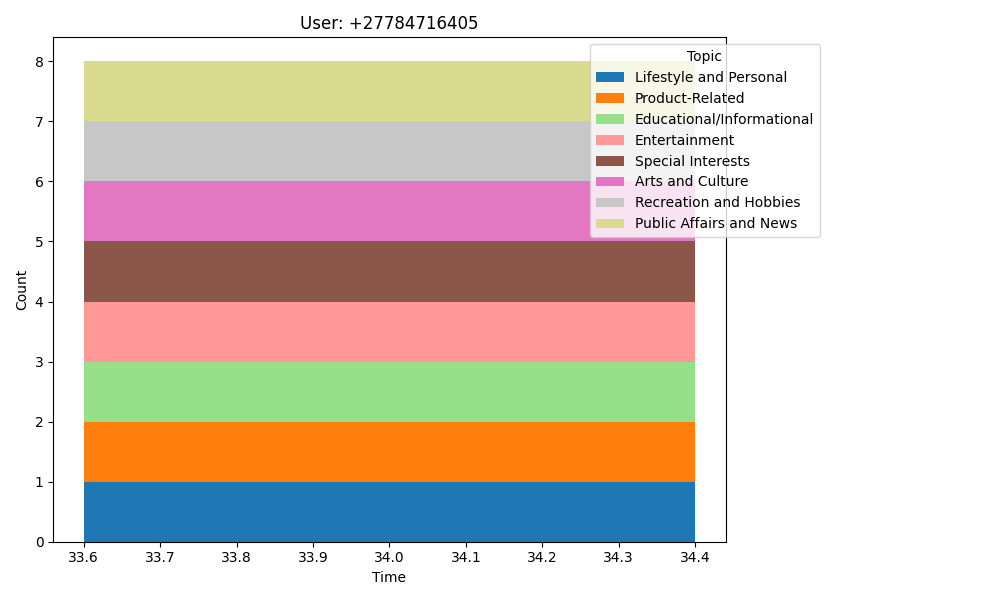 User: +27784716405
Topic
Lifestyle and Personal
Product-Related
Educational/Informational
Entertainment
Special Interests
Arts and Culture
Recreation and Hobbies
Public Affairs and News
Count
8
7
6
5
4
3
2
1
0
33.6 33.7 33.8 33.9 34.0 34.1 34.2 34.3 34.4
Time